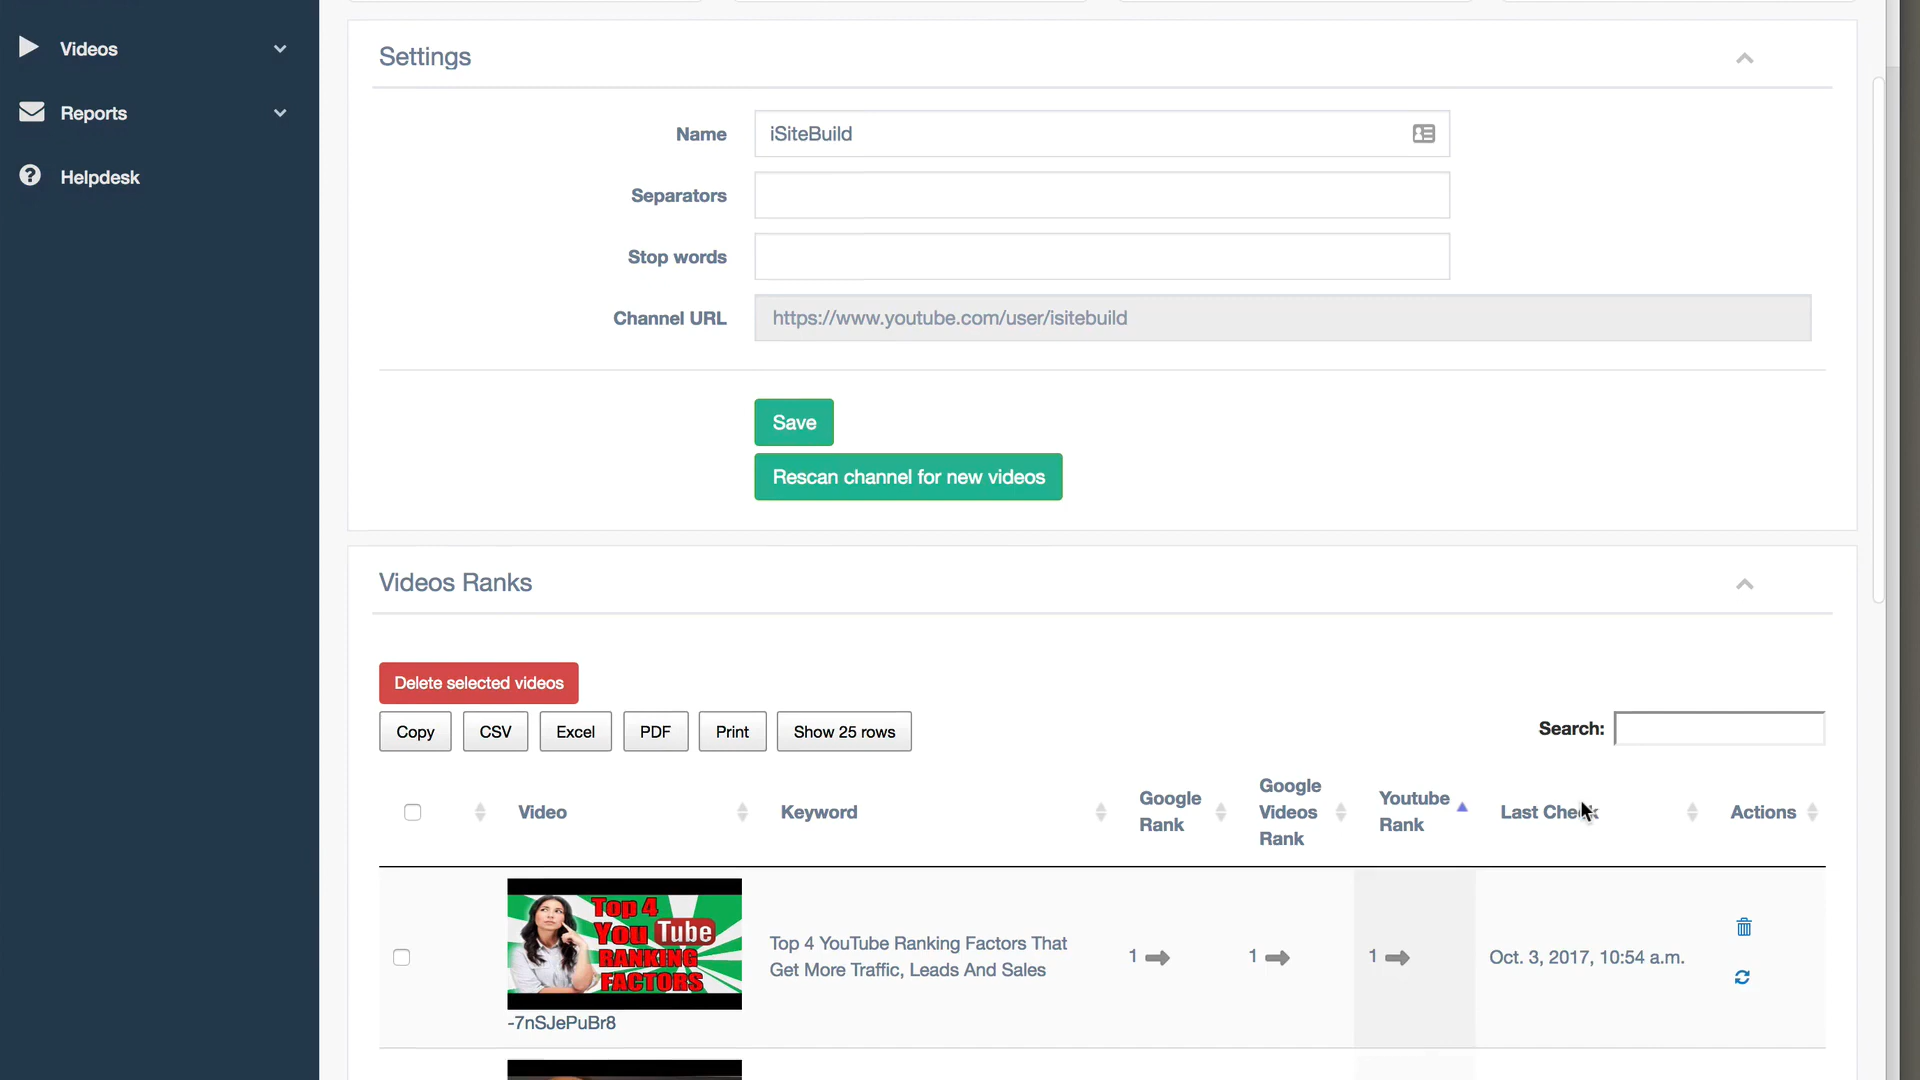 Videos
Reports
Helpdesk
Settings
Name iSiteBuild
Separators
Stop words
Channel URL https://www.youtube.com/user/isitebuild
Save
Rescan channel for new videos
Videos Ranks
Delete selected videos
Copy CSV Excel PDF Print Show 25 rows Search:
Video Keyword Google Rank Google Videos Rank Youtube Rank Last Check Actions
Top 4
You Tube
RANKING
FACTORS
Top 4 YouTube Ranking Factors That
Get More Traffic, Leads And Sales
1 1 1 Oct. 3, 2017, 10:54 a.m.
-7nSJePuBr8